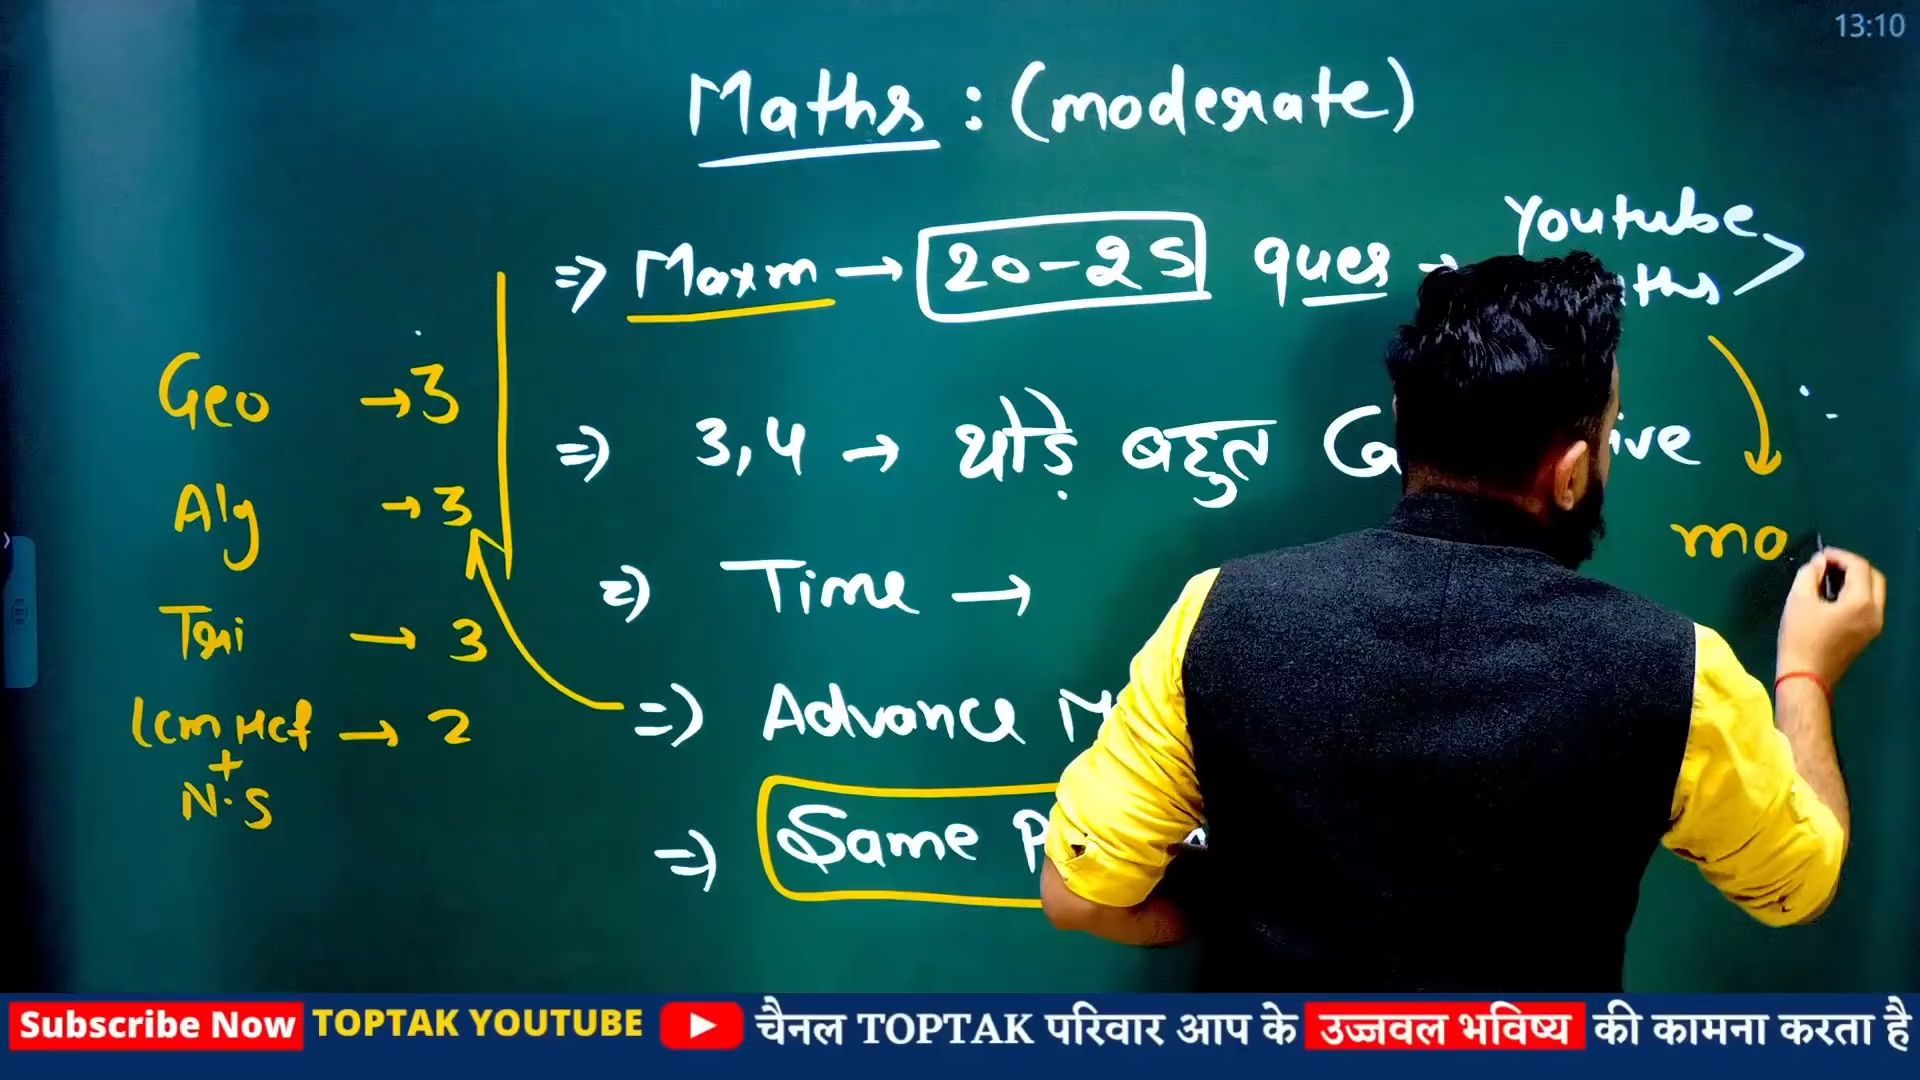 13:10
Maths : (moderate)
⇒ Maxm → 20-25 ques →
Youtube
Geo → 3
Alg → 3
Tri → 3
lcm Hcf → 2
+
N.S
⇒ 3,4 → थोडे बहुत
⇒ Time →
⇒ Advance
⇒ Same
mo
Subscribe Now TOPTAK YOUTUBE चैनल TOPTAK परिवार आप के उज्जवल भविष्य की कामना करता है